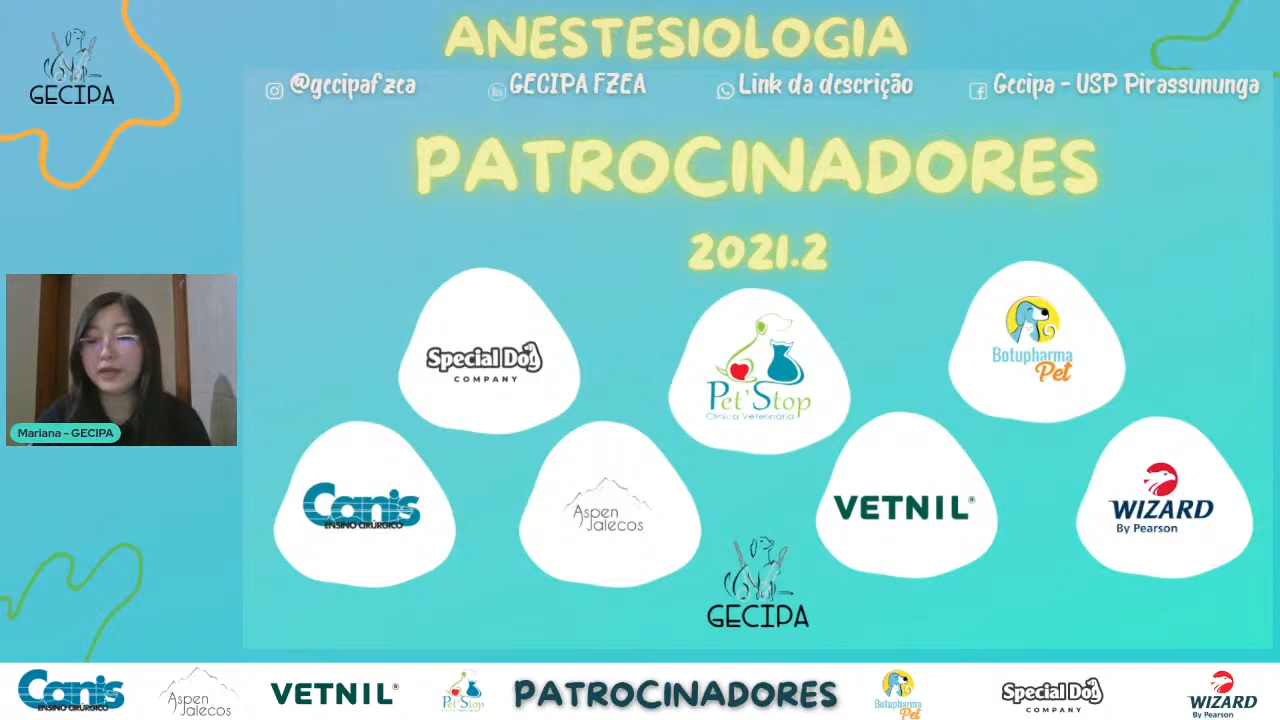 ANESTESIOLOGIA
GECIPA
@gecipafzea
GECIPA FZEA
Link da descrição
Gecipa - USP Pirassununga
PATROCINADORES
2021.2
Special Dog
COMPANY
Pet'Stop
Clínica Veterinária
Botupharma
Pet
Mariana - GECIPA
Canis
ENSINO CIRÚRGICO
Aspen
Jalecos
VETNIL®
WIZARD
By Pearson
GECIPA
Canis
ENSINO CIRÚRGICO
Aspen
Jalecos
VETNIL®
Pet'Stop
PATROCINADORES
Botupharma
Pet
Special Dog
COMPANY
WIZARD
By Pearson